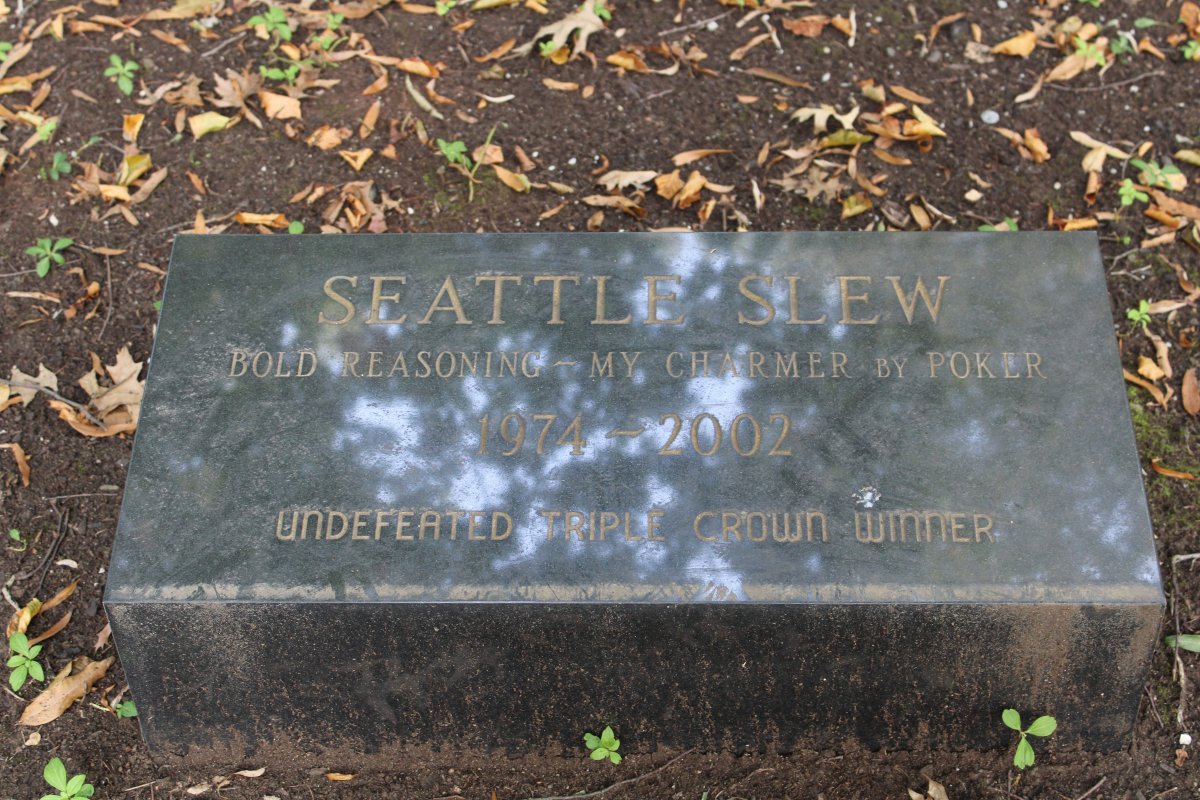 SEATTLE SLEW
BOLD REASONING ~ MY CHARMER BY POKER
1974 ~ 2002
UNDEFEATED TRIPLE CROWN WINNER